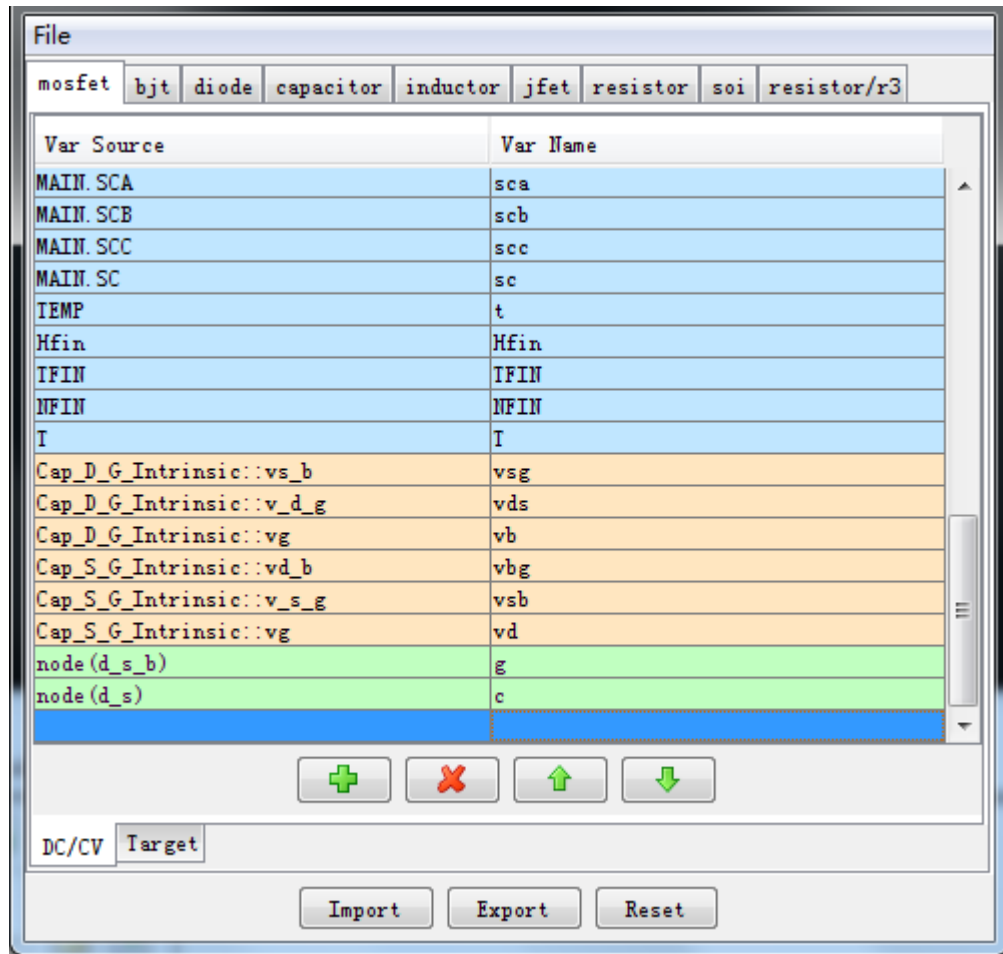 File
mosfet bjt diode capacitor inductor jfet resistor soi resistor/r3
Var Source Var Name
MAIN.SCA sca
MAIN.SCB scb
MAIN.SCC scc
MAIN.SC sc
TEMP t
Hfin Hfin
TFIN TFIN
NFIN NFIN
T T
Cap_D_G_Intrinsic::vs_b vsg
Cap_D_G_Intrinsic::v_d_g vds
Cap_D_G_Intrinsic::vg vb
Cap_S_G_Intrinsic::vd_b vbg
Cap_S_G_Intrinsic::v_s_g vsb
Cap_S_G_Intrinsic::vg vd
node(d_s_b) g
node(d_s) c
DC/CV Target
Import Export Reset